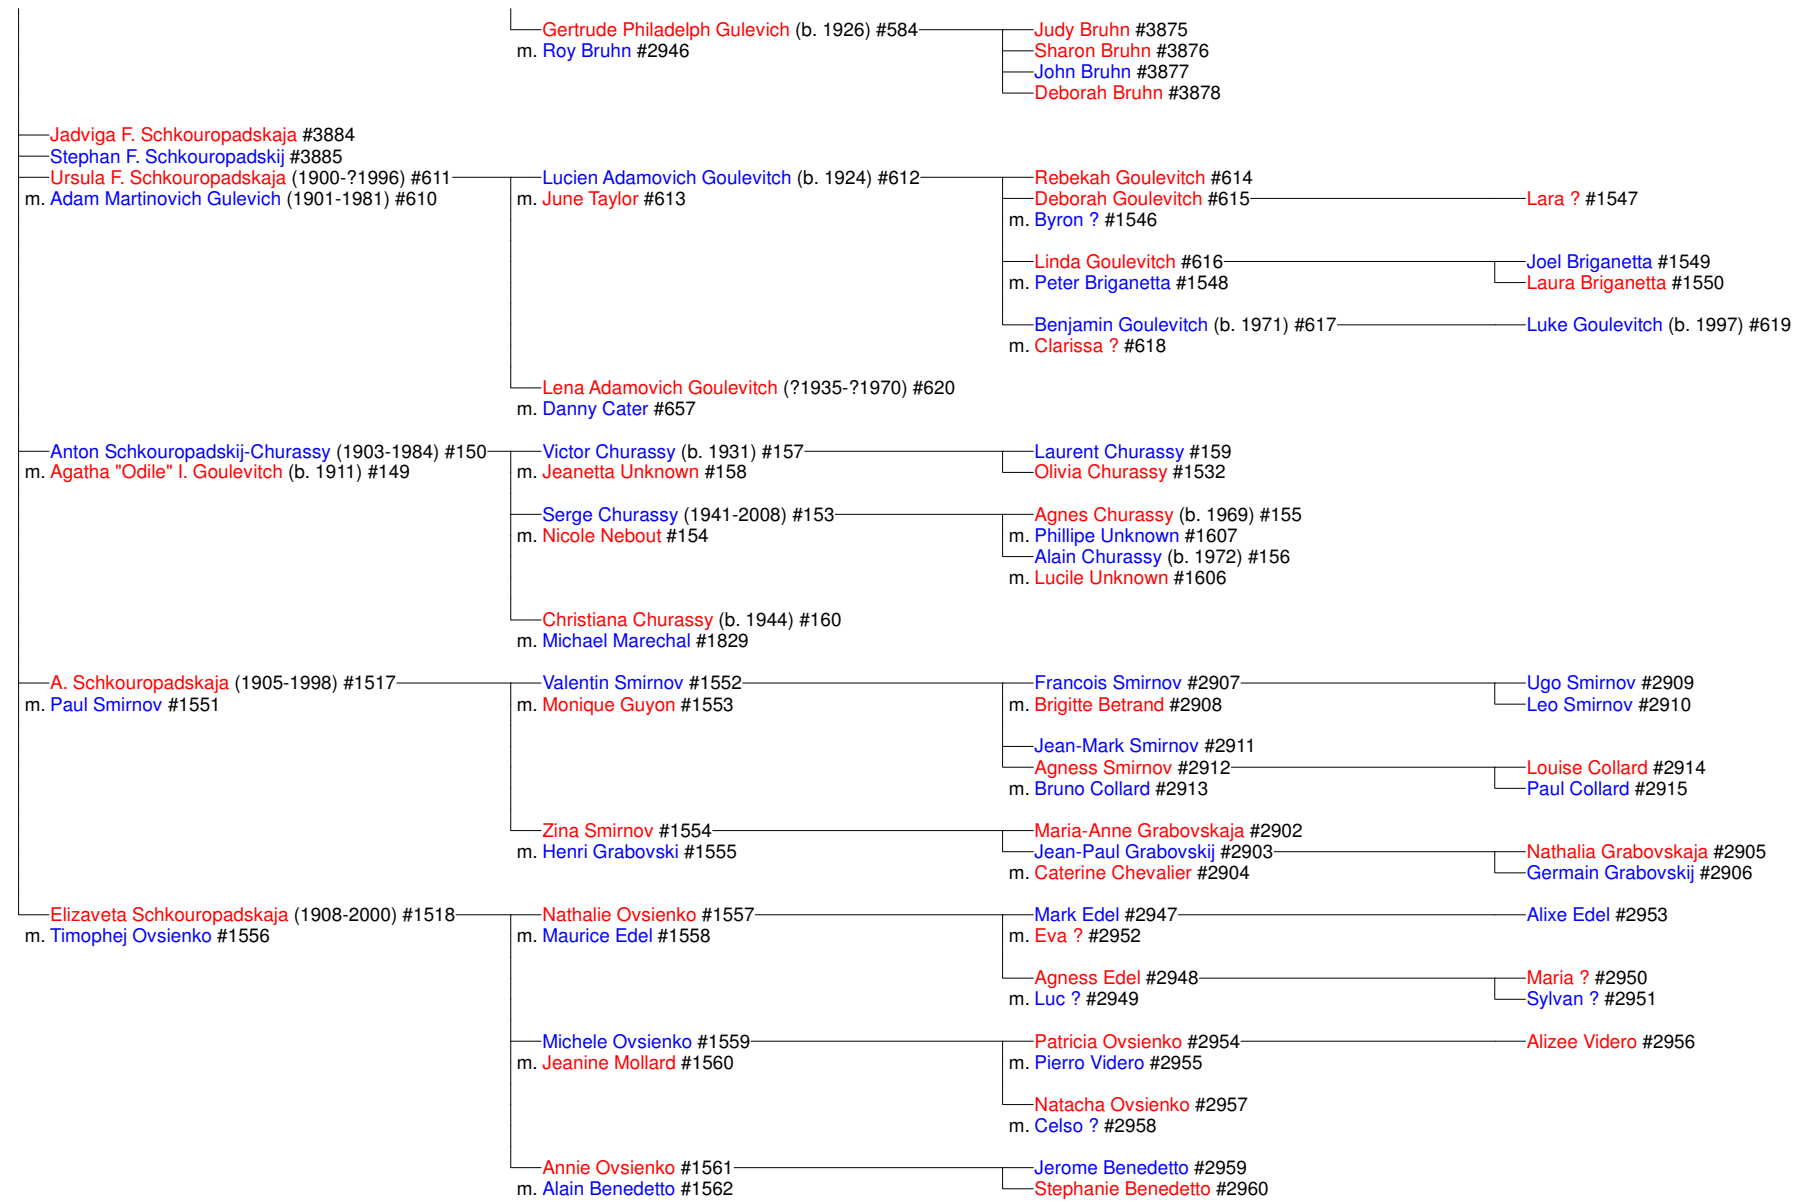 Gertrude Philadelph Gulevich (b. 1926) #584 Judy Bruhn #3875
m. Roy Bruhn #2946 Sharon Bruhn #3876
John Bruhn #3877
Deborah Bruhn #3878
Jadviga F. Schkouropadskaja #3884
Stephan F. Schkouropadskij #3885
Ursula F. Schkouropadskaja (1900-?1996) #611 Lucien Adamovich Goulevitch (b. 1924) #612 Rebekah Goulevitch #614
m. Adam Martinovich Gulevich (1901-1981) #610 m. June Taylor #613 Deborah Goulevitch #615 Lara ? #1547
m. Byron ? #1546
Linda Goulevitch #616 Joel Briganetta #1549
m. Peter Briganetta #1548 Laura Briganetta #1550
Benjamin Goulevitch (b. 1971) #617 Luke Goulevitch (b. 1997) #619
m. Clarissa ? #618
Lena Adamovich Goulevitch (?1935-?1970) #620
m. Danny Cater #657
Anton Schkouropadskij-Churassy (1903-1984) #150 Victor Churassy (b. 1931) #157 Laurent Churassy #159
m. Agatha "Odile" I. Goulevitch (b. 1911) #149 m. Jeanetta Unknown #158 Olivia Churassy #1532
Serge Churassy (1941-2008) #153 Agnes Churassy (b. 1969) #155
m. Nicole Nebout #154 m. Phillipe Unknown #1607
Alain Churassy (b. 1972) #156
m. Lucile Unknown #1606
Christiana Churassy (b. 1944) #160
m. Michael Marechal #1829
A. Schkouropadskaja (1905-1998) #1517 Valentin Smirnov #1552 Francois Smirnov #2907 Ugo Smirnov #2909
m. Paul Smirnov #1551 m. Monique Guyon #1553 m. Brigitte Betrand #2908 Leo Smirnov #2910
Jean-Mark Smirnov #2911
Agness Smirnov #2912 Louise Collard #2914
m. Bruno Collard #2913 Paul Collard #2915
Zina Smirnov #1554 Maria-Anne Grabovskaja #2902
m. Henri Grabovski #1555 Jean-Paul Grabovskij #2903 Nathalia Grabovskaja #2905
m. Caterine Chevalier #2904 Germain Grabovskij #2906
Elizaveta Schkouropadskaja (1908-2000) #1518 Nathalie Ovsienko #1557 Mark Edel #2947 Alixe Edel #2953
m. Timophej Ovsienko #1556 m. Maurice Edel #1558 m. Eva ? #2952
Agness Edel #2948 Maria ? #2950
m. Luc ? #2949 Sylvan ? #2951
Michele Ovsienko #1559 Patricia Ovsienko #2954 Alizee Videro #2956
m. Jeanine Mollard #1560 m. Pierro Videro #2955
Natacha Ovsienko #2957
m. Celso ? #2958
Annie Ovsienko #1561 Jerome Benedetto #2959
m. Alain Benedetto #1562 Stephanie Benedetto #2960